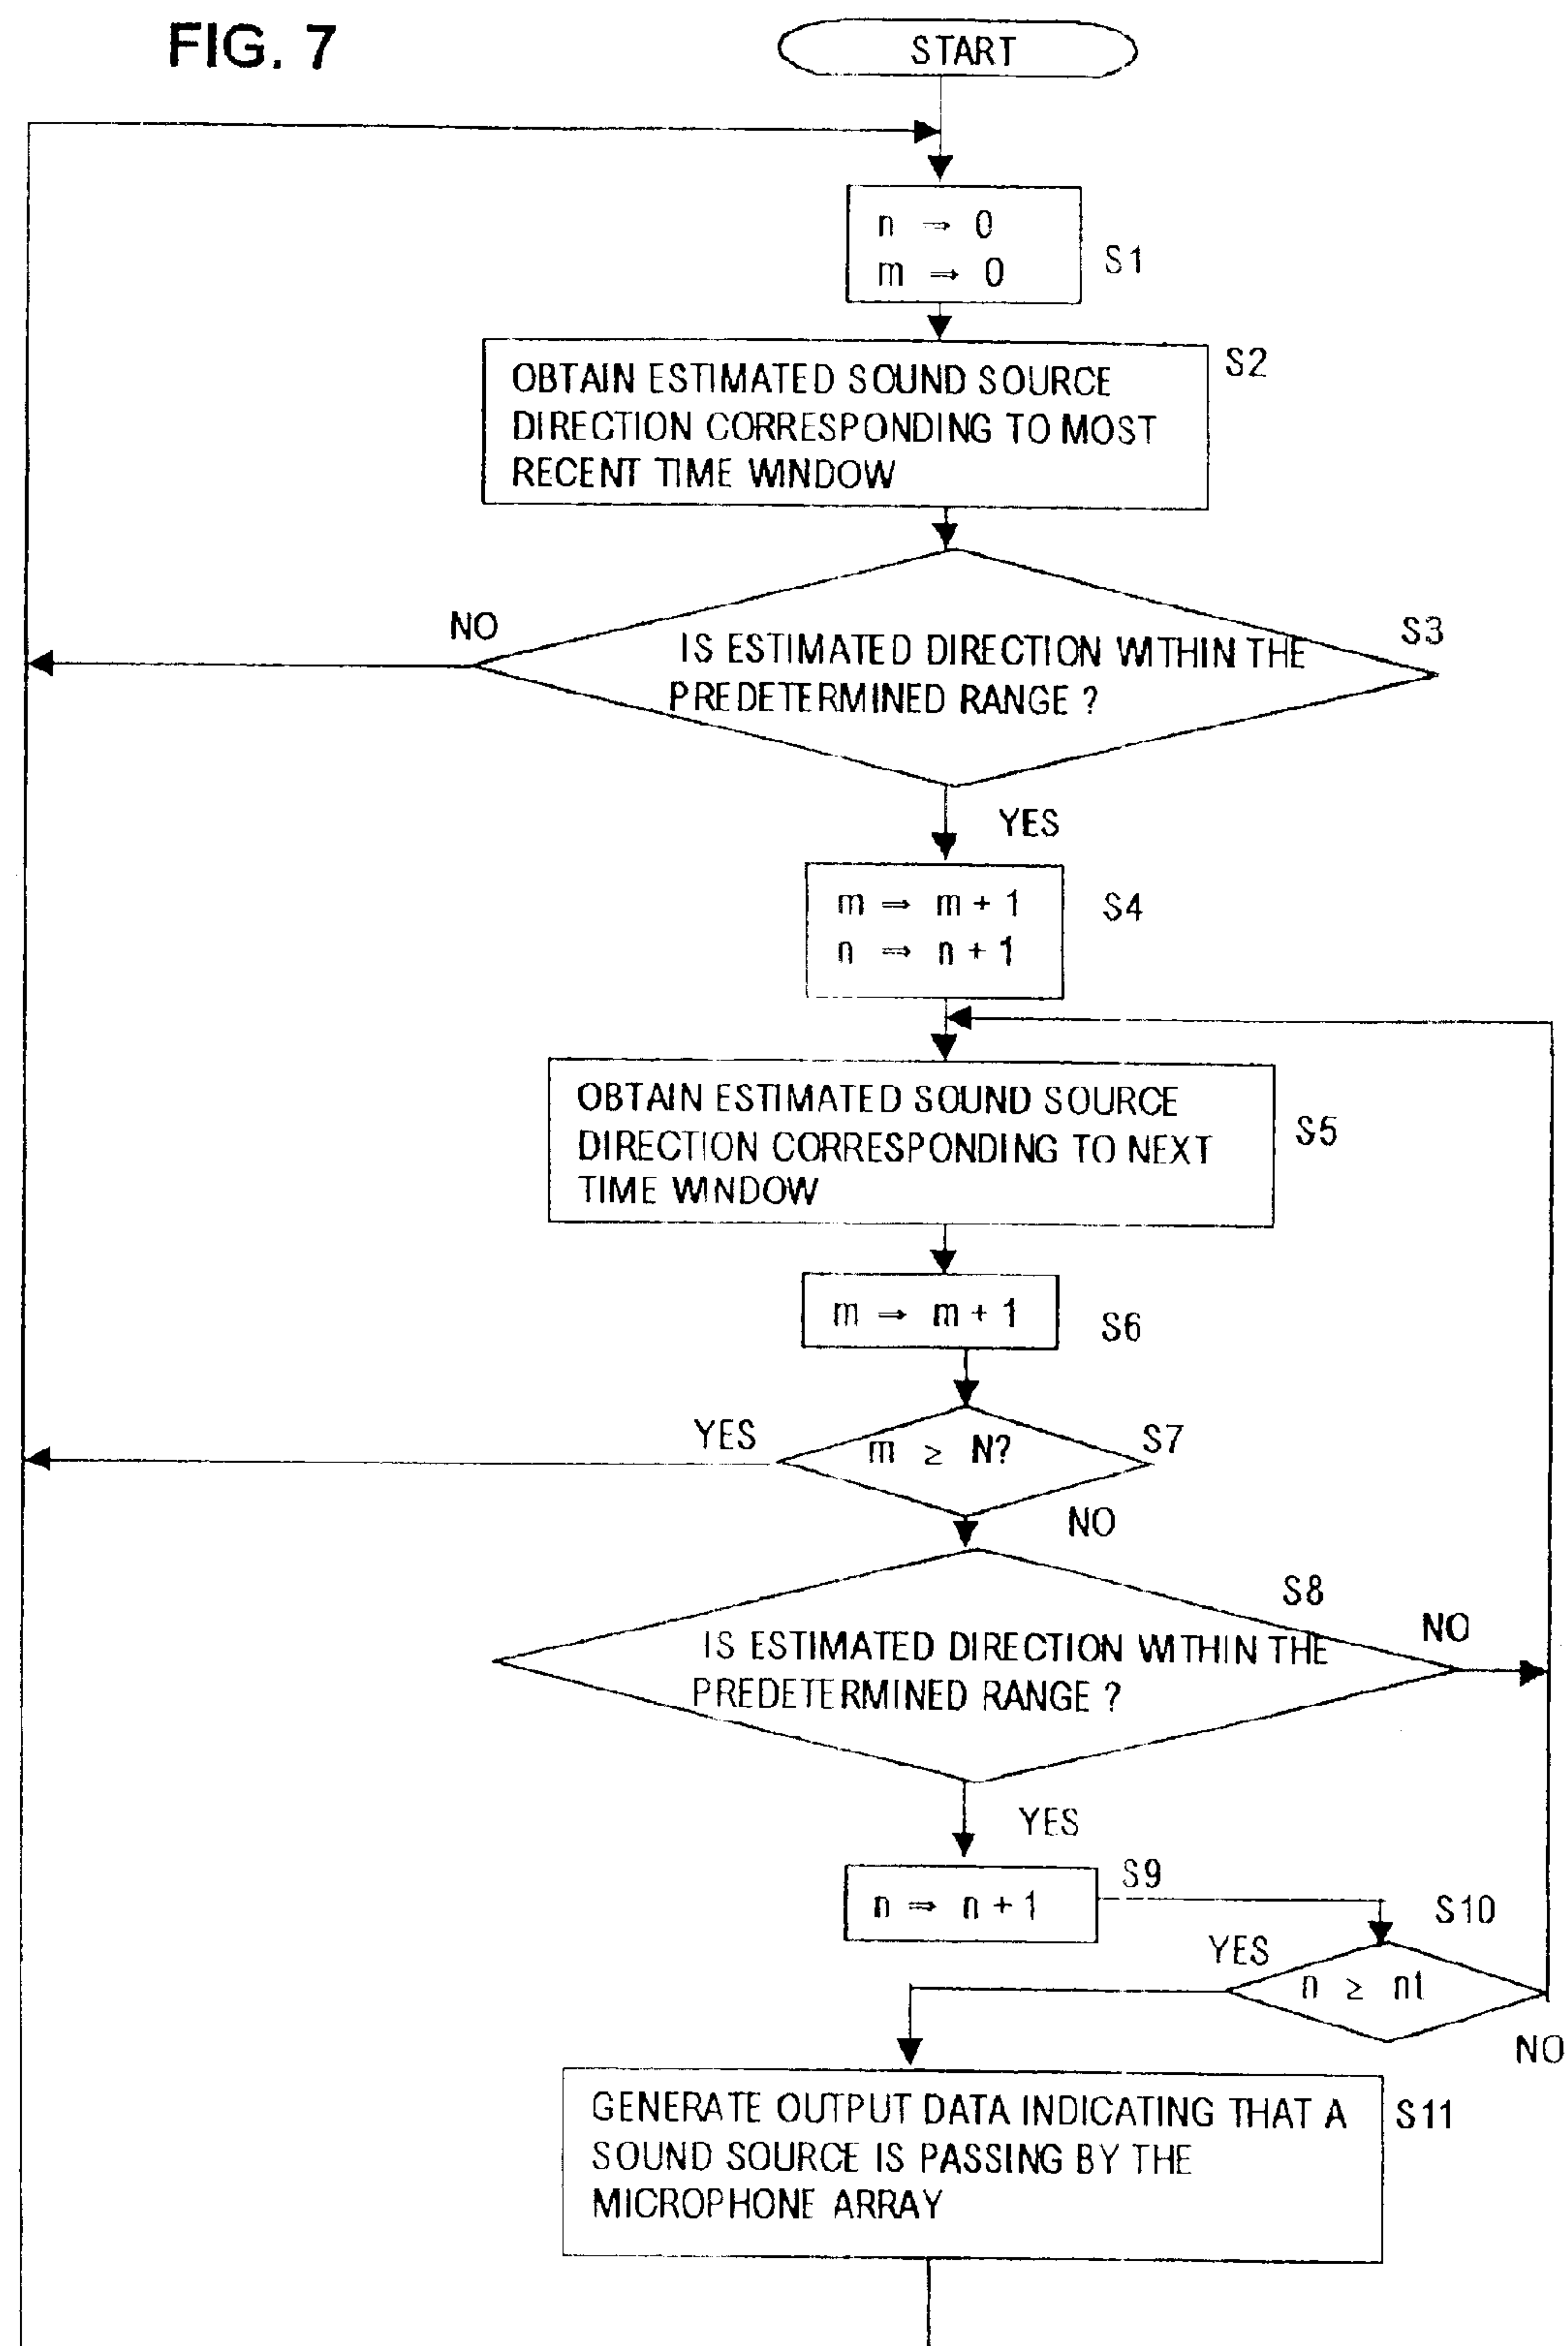 FIG. 7
START
n → 0
m ⇒ 0
S1
S2
OBTAIN ESTIMATED SOUND SOURCE
DIRECTION CORRESPONDING TO MOST
RECENT TIME WINDOW
NO
S3
IS ESTIMATED DIRECTION WITHIN THE
PREDETERMINED RANGE ?
YES
m ⇒ m + 1
n ⇒ n + 1
S4
OBTAIN ESTIMATED SOUND SOURCE
DIRECTION CORRESPONDING TO NEXT
TIME WINDOW
S5
m ⇒ m + 1
S6
YES
m ≥ N?
S7
NO
S8
IS ESTIMATED DIRECTION WITHIN THE
PREDETERMINED RANGE ?
NO
YES
n ⇒ n + 1
S9
S10
YES
n ≥ nt
NO
GENERATE OUTPUT DATA INDICATING THAT A
SOUND SOURCE IS PASSING BY THE
MICROPHONE ARRAY
S11